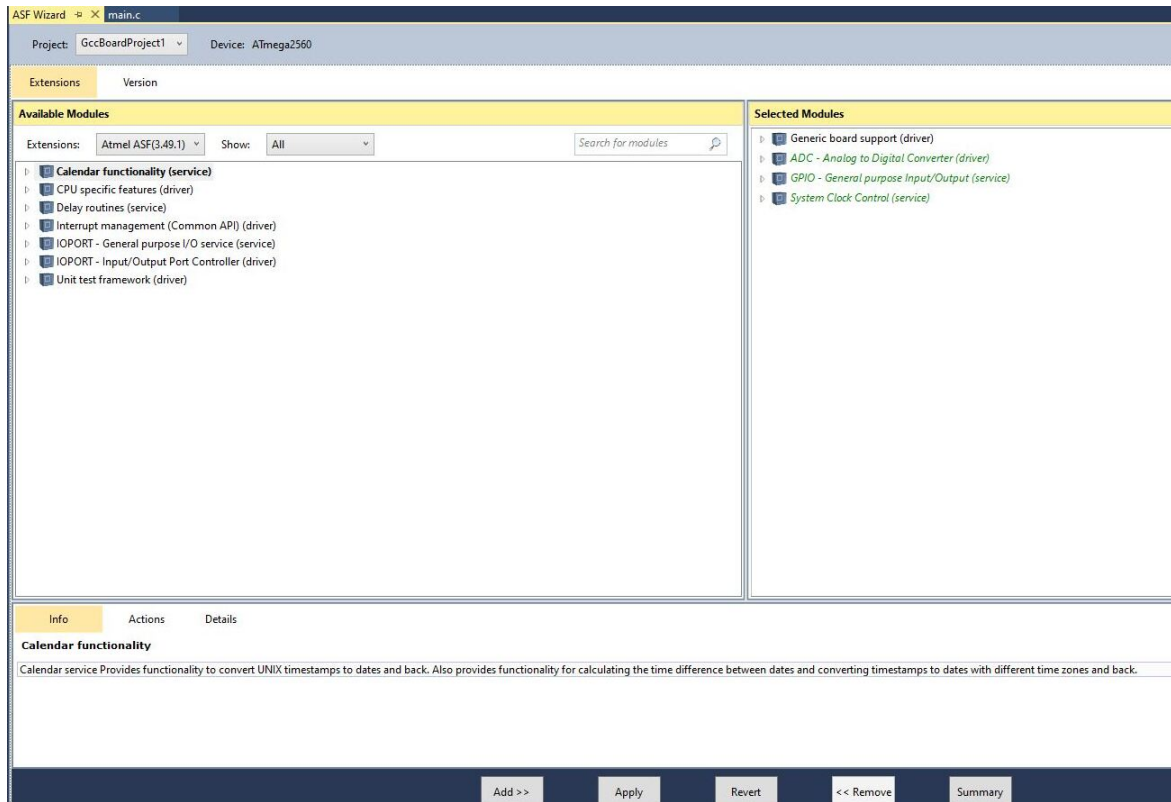 ASF Wizard main.c
Project: GccBoardProject1 Device: ATmega2560
Extensions Version
Available Modules
Extensions: Atmel ASF(3.49.1) Show: All Search for modules
Calendar functionality (service)
CPU specific features (driver)
Delay routines (service)
Interrupt management (Common API) (driver)
IOPORT - General purpose I/O service (service)
IOPORT - Input/Output Port Controller (driver)
Unit test framework (driver)
Selected Modules
Generic board support (driver)
ADC - Analog to Digital Converter (driver)
GPIO - General purpose Input/Output (service)
System Clock Control (service)
Info Actions Details
Calendar functionality
Calendar service Provides functionality to convert UNIX timestamps to dates and back. Also provides functionality for calculating the time difference between dates and converting timestamps to dates with different time zones and back.
Add >> Apply Revert << Remove Summary